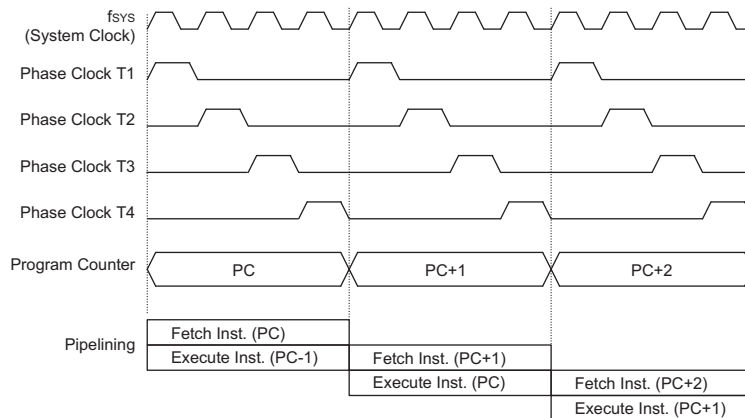 fSYS
(System Clock)
Phase Clock T1
Phase Clock T2
Phase Clock T3
Phase Clock T4
Program Counter PC PC+1 PC+2
Pipelining
Fetch Inst. (PC)
Execute Inst. (PC-1) Fetch Inst. (PC+1)
Execute Inst. (PC) Fetch Inst. (PC+2)
Execute Inst. (PC+1)